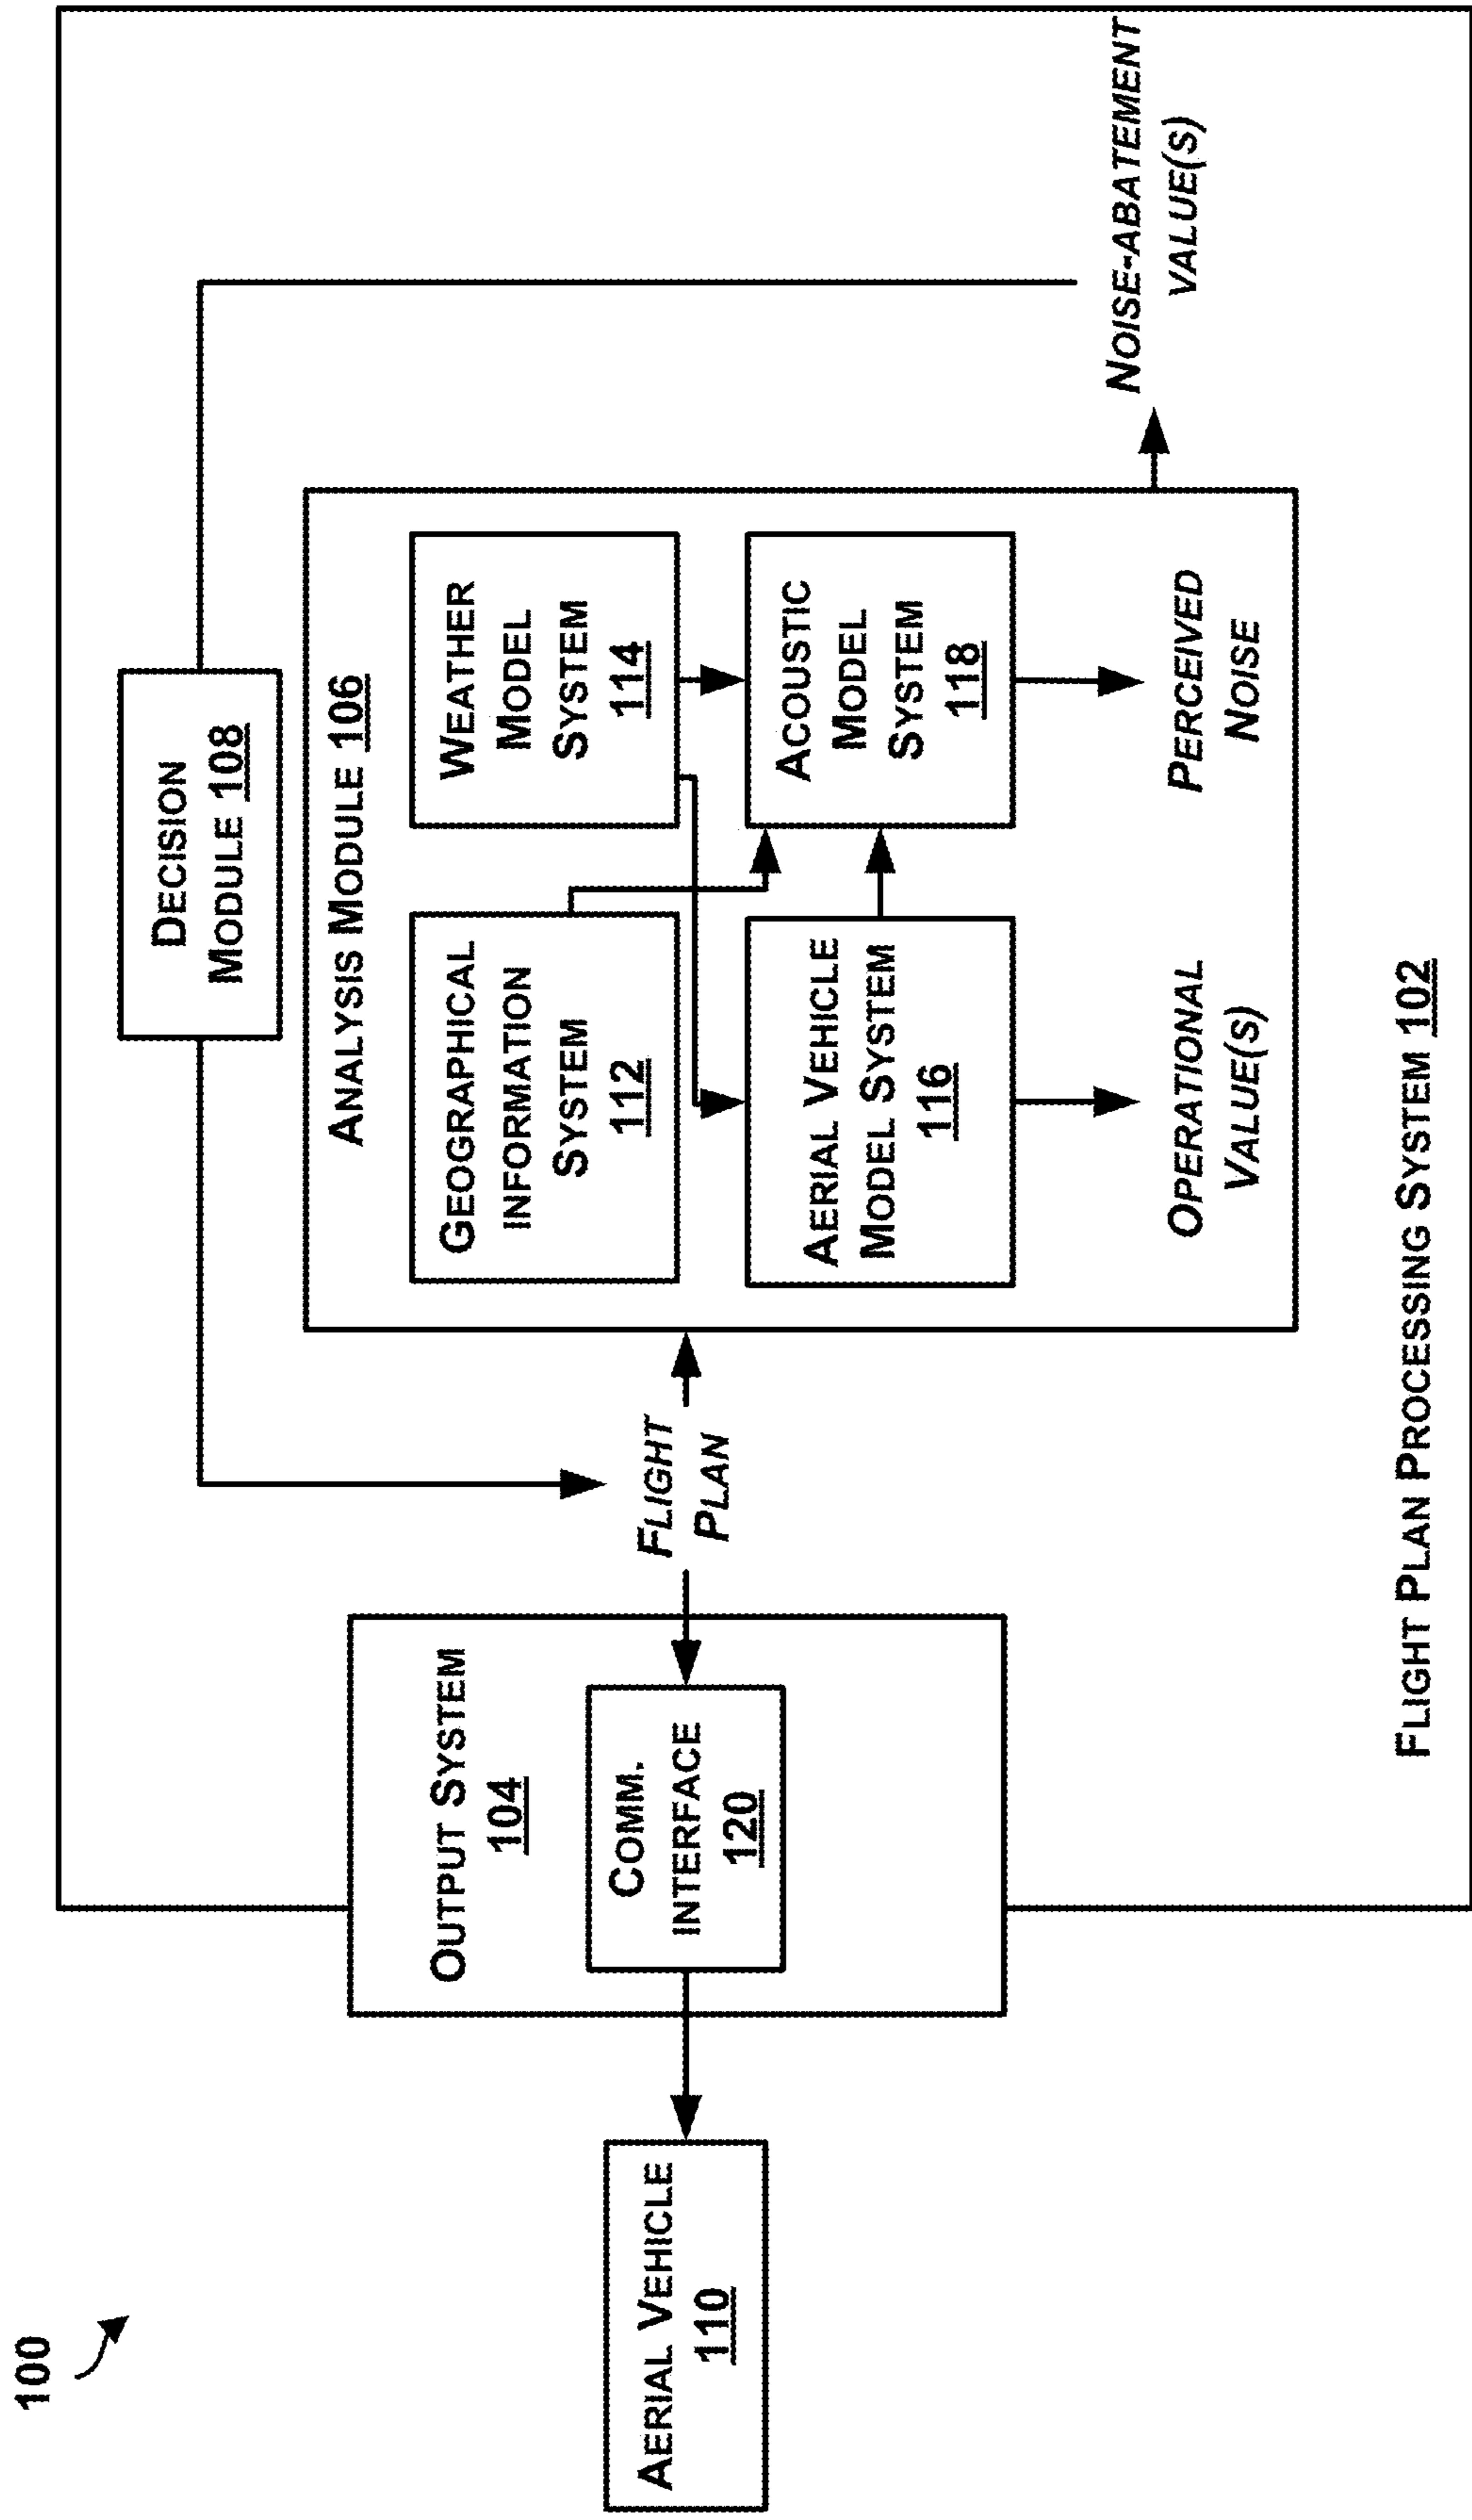 100
DECISION
MODULE 108
ANALYSIS MODULE 106
OUTPUT SYSTEM
104
GEOGRAPHICAL
INFORMATION
SYSTEM
112
WEATHER
MODEL
SYSTEM
114
AERIAL VEHICLE
110
COMM.
INTERFACE
120
FLIGHT
PLAN
AERIAL VEHICLE
MODEL SYSTEM
116
ACOUSTIC
MODEL
SYSTEM
118
NOISE-ABATEMENT
VALUE(S)
OPERATIONAL
VALUE(S)
PERCEIVED
NOISE
FLIGHT PLAN PROCESSING SYSTEM 102